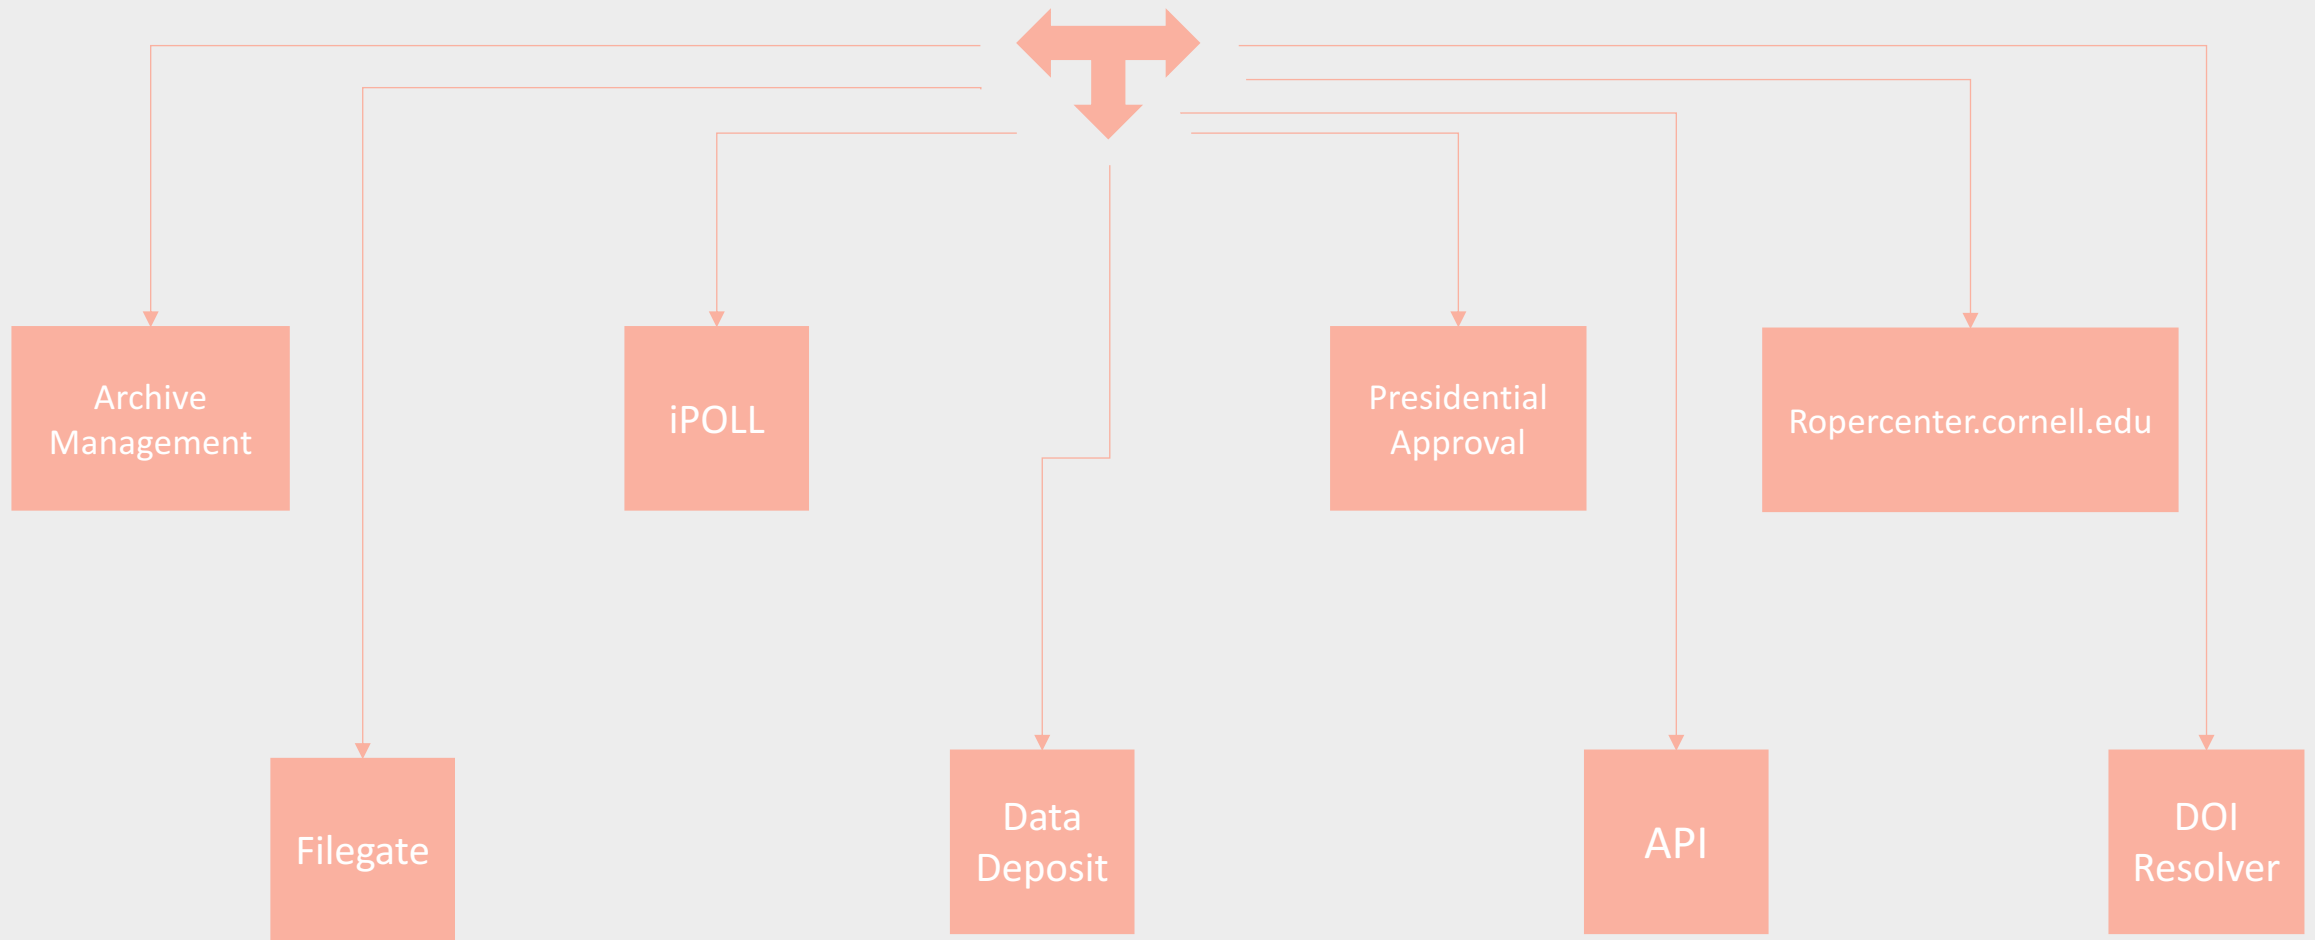 Archive
Management
iPOLL
Presidential
Approval
Ropercenter.cornell.edu
Filegate
Data
Deposit
API
DOI
Resolver